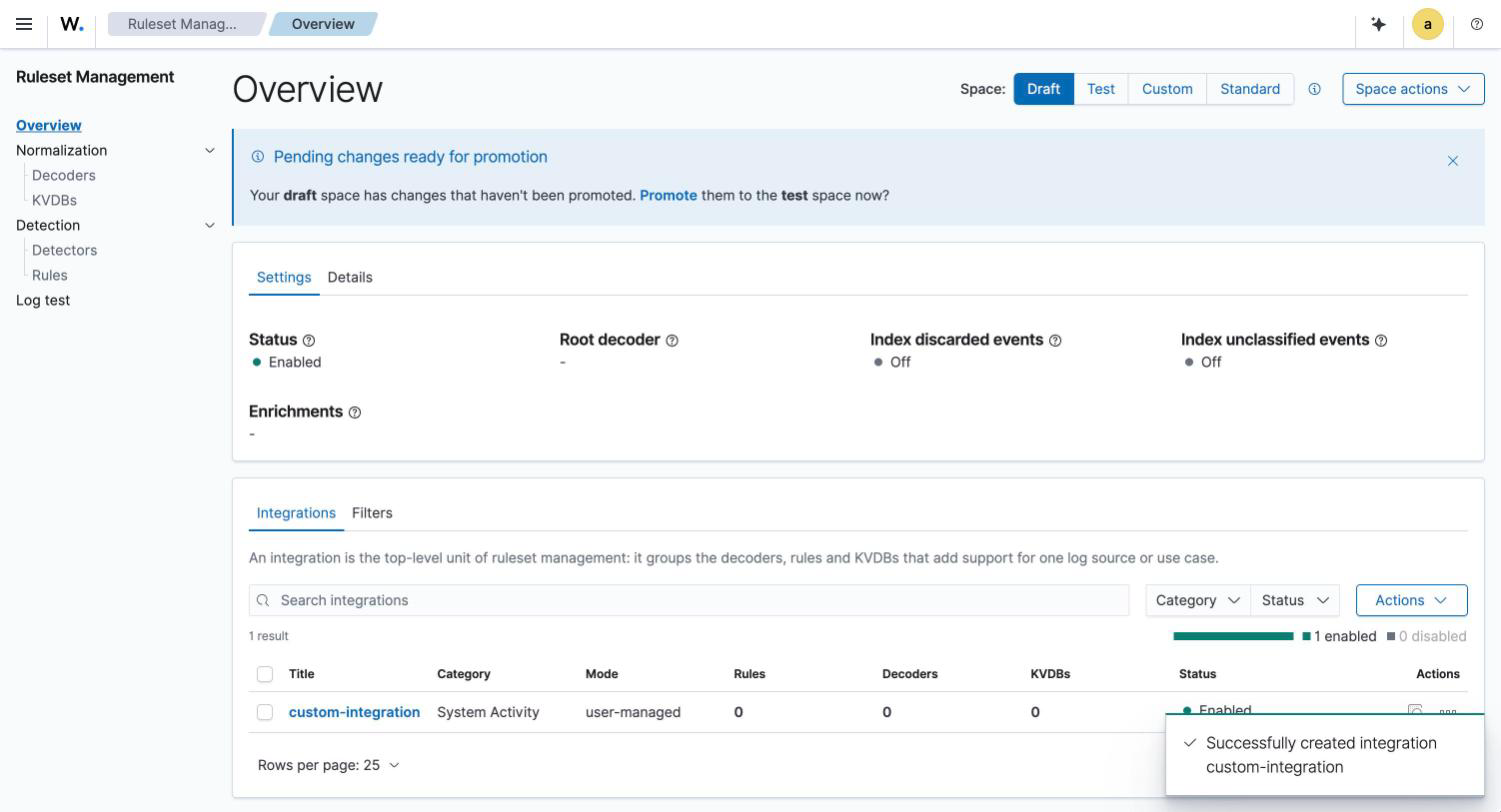 W.
Ruleset Manag...
Overview
a
Ruleset Management
Overview
Normalization
Decoders
KVDBs
Detection
Detectors
Rules
Log test
Overview
Space:
Draft
Test
Custom
Standard
Space actions
Pending changes ready for promotion
Your draft space has changes that haven't been promoted. Promote them to the test space now?
Settings
Details
Status
Enabled
Root decoder
-
Index discarded events
Off
Index unclassified events
Off
Enrichments
-
Integrations
Filters
An integration is the top-level unit of ruleset management: it groups the decoders, rules and KVDBs that add support for one log source or use case.
Search integrations
Category
Status
Actions
1 result
1 enabled
0 disabled
Title
Category
Mode
Rules
Decoders
KVDBs
Status
Actions
custom-integration
System Activity
user-managed
0
0
0
Enabled
Rows per page: 25
Successfully created integration
custom-integration